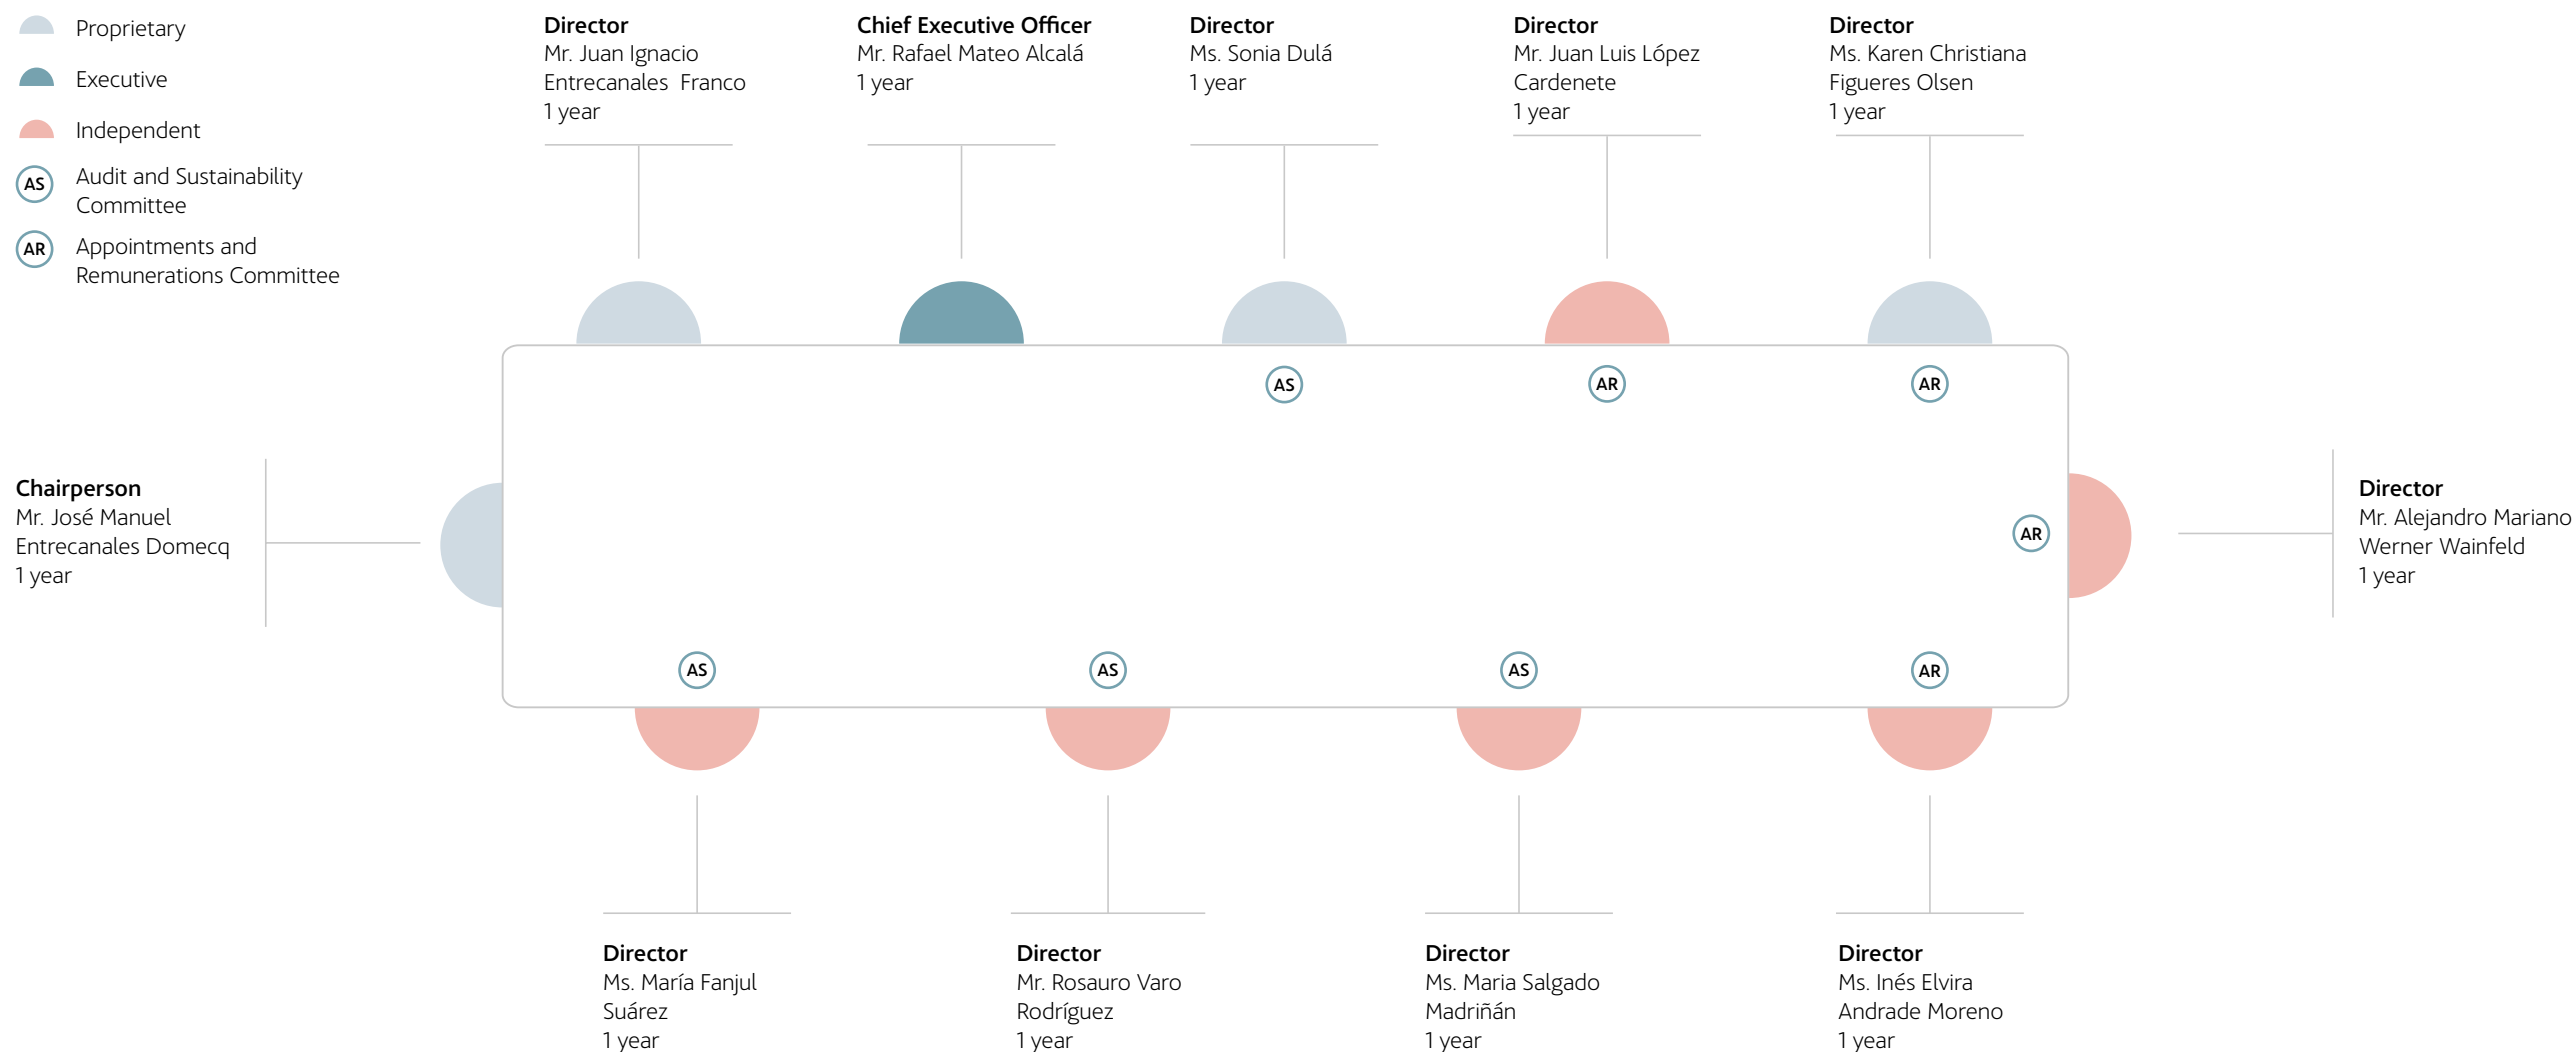 Proprietary
Executive
Independent
AS
Audit and Sustainability
Committee
AR
Appointments and
Remunerations Committee
Director
Mr. Juan Ignacio
Entrecanales Franco
1 year
Chief Executive Officer
Mr. Rafael Mateo Alcalá
1 year
Director
Ms. Sonia Dulá
1 year
Director
Mr. Juan Luis López
Cardenete
1 year
Director
Ms. Karen Christiana
Figueres Olsen
1 year
AS
AR
AR
Chairperson
Mr. José Manuel
Entrecanales Domecq
1 year
AR
Director
Mr. Alejandro Mariano
Werner Wainfeld
1 year
AS
AS
AS
AR
Director
Ms. María Fanjul
Suárez
1 year
Director
Mr. Rosauro Varo
Rodríguez
1 year
Director
Ms. Maria Salgado
Madriñán
1 year
Director
Ms. Inés Elvira
Andrade Moreno
1 year